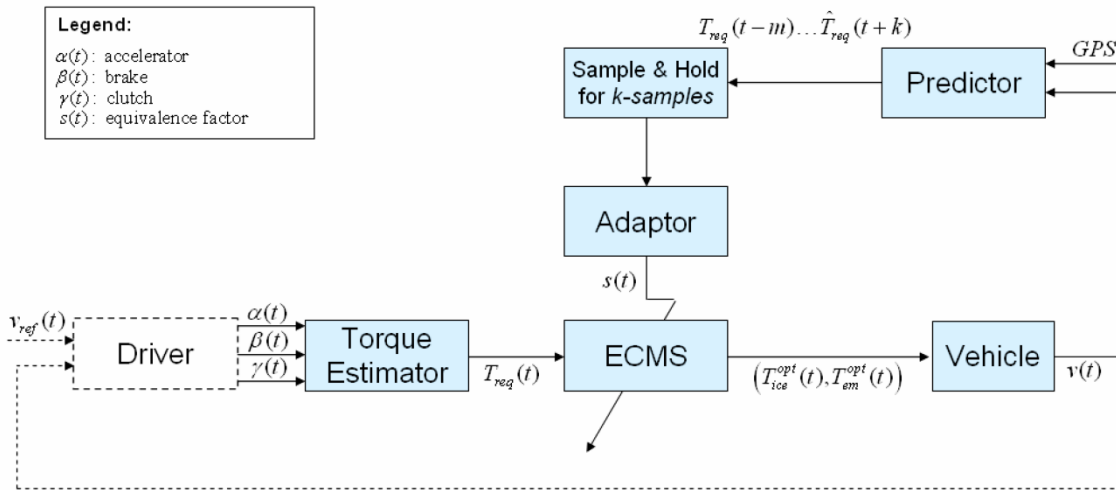 Legend:
α(t): accelerator
β(t): brake
γ(t): clutch
s(t): equivalence factor
T_req(t−m)…T̂_req(t+k)
GPS
Sample & Hold
for k-samples
Predictor
Adaptor
s(t)
v_ref(t)
Driver
α(t)
β(t)
γ(t)
Torque
Estimator
T_req(t)
ECMS
(T_ice^opt(t), T_em^opt(t))
Vehicle
v(t)